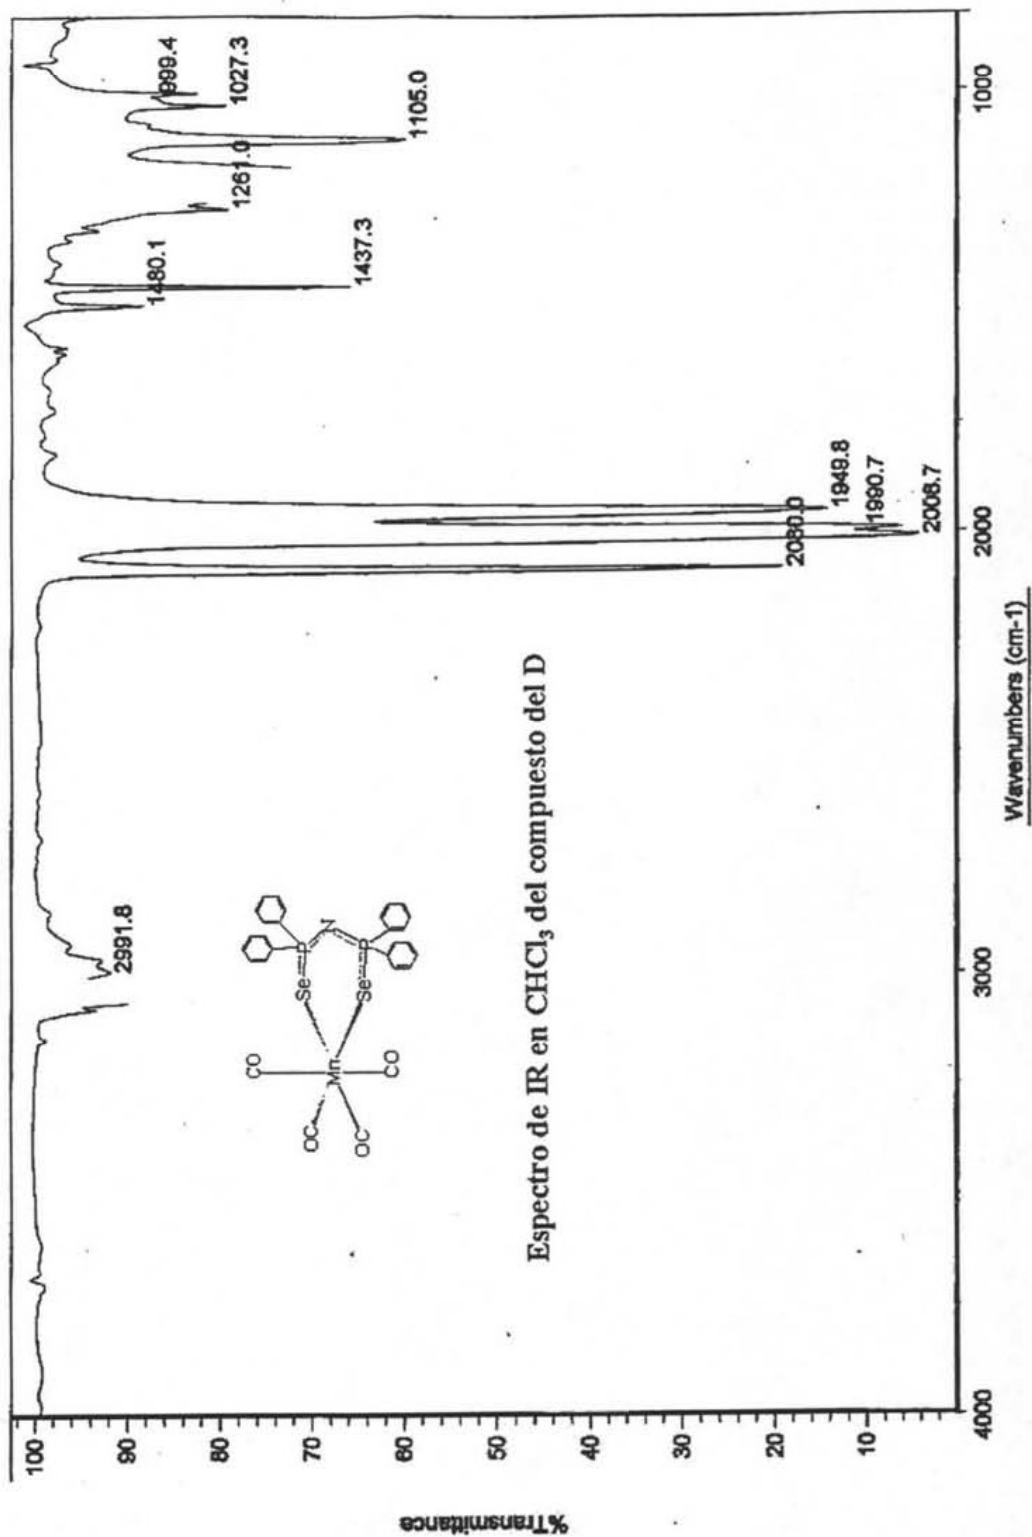 %Transmittance
100
90
80
70
60
50
40
30
20
10
4000
3000
2000
1000
Wavenumbers (cm-1)
2991.8
2080.0
2008.7
1990.7
1949.8
1480.1
1437.3
1261.0
1105.0
1027.3
999.4
CO
OC
OC
Mn
CO
Se
Se
P
P
N
Espectro de IR en CHCl₃ del compuesto del D